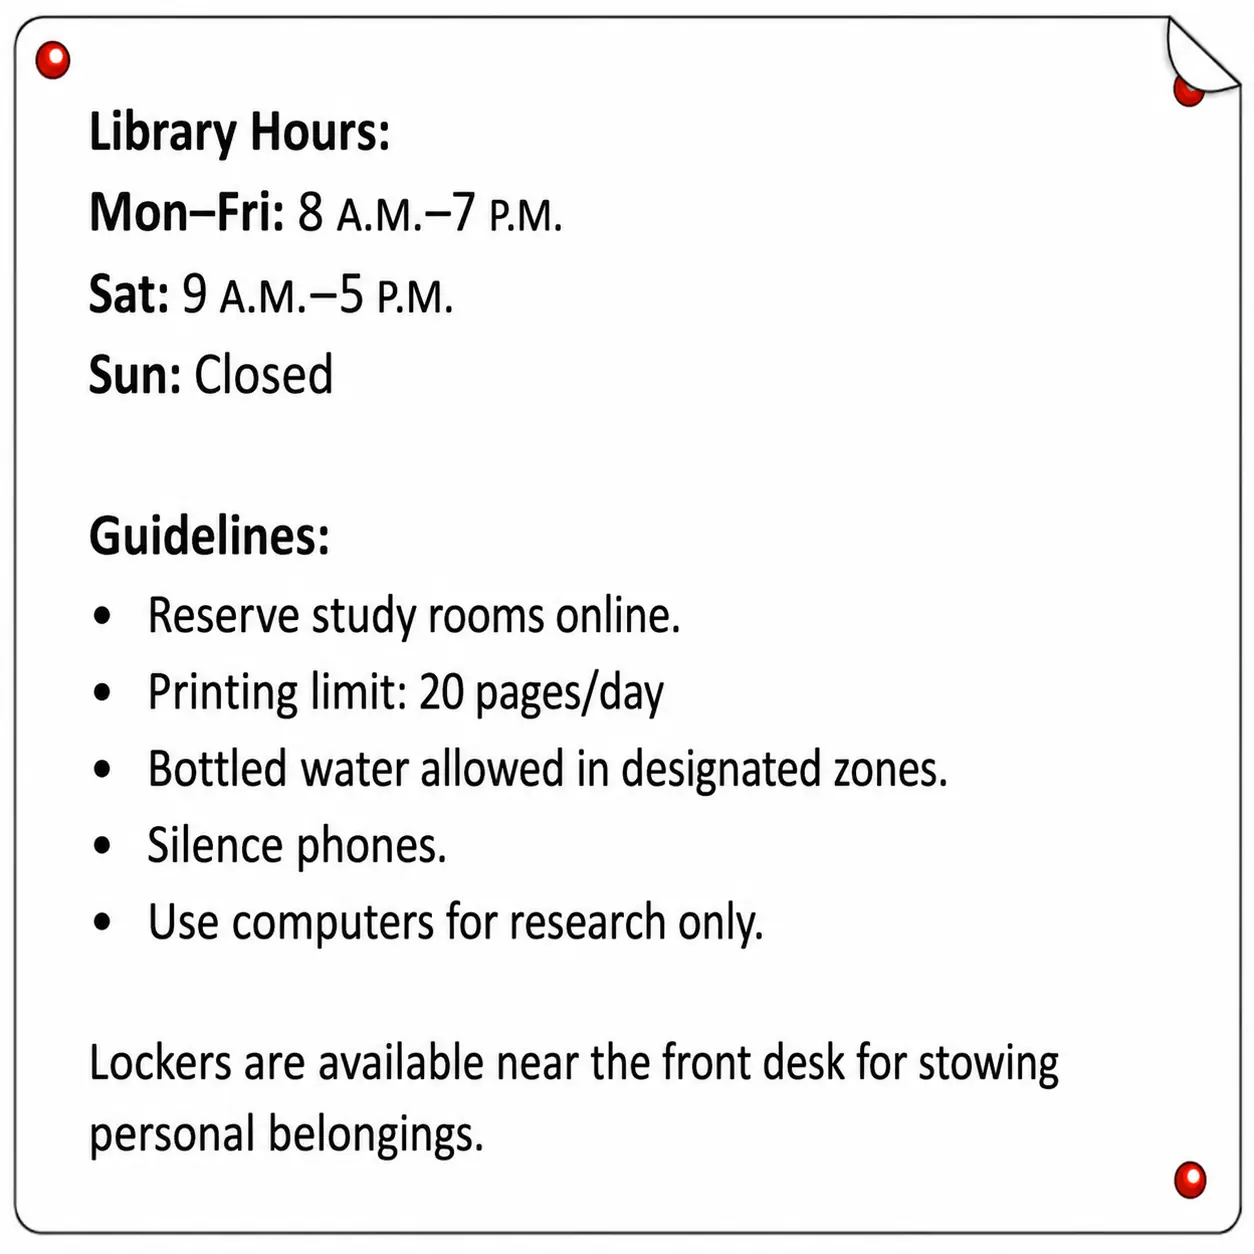 Library Hours:
Mon–Fri: 8 A.M.–7 P.M.
Sat: 9 A.M.–5 P.M.
Sun: Closed
Guidelines:
• Reserve study rooms online.
• Printing limit: 20 pages/day
• Bottled water allowed in designated zones.
• Silence phones.
• Use computers for research only.
Lockers are available near the front desk for stowing
personal belongings.